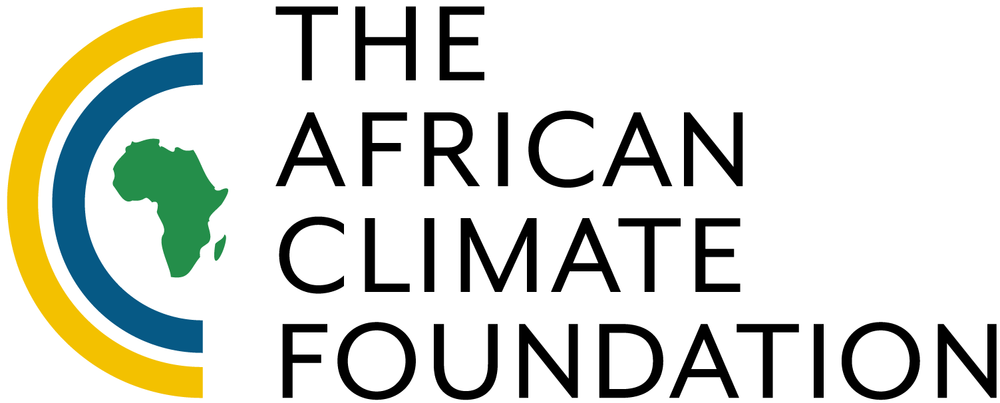 THE
AFRICAN
CLIMATE
FOUNDATION